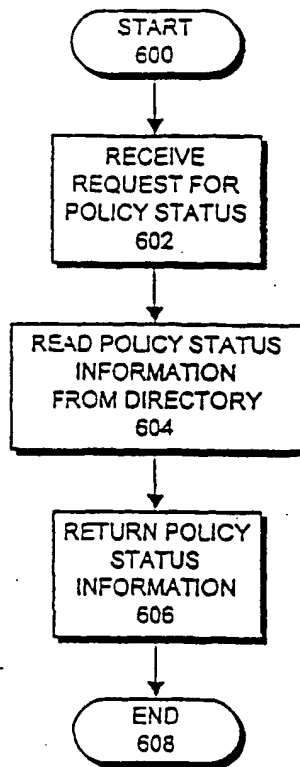 START
600
RECEIVE
REQUEST FOR
POLICY STATUS
602
READ POLICY STATUS
INFORMATION
FROM DIRECTORY
604
RETURN POLICY
STATUS
INFORMATION
606
END
608